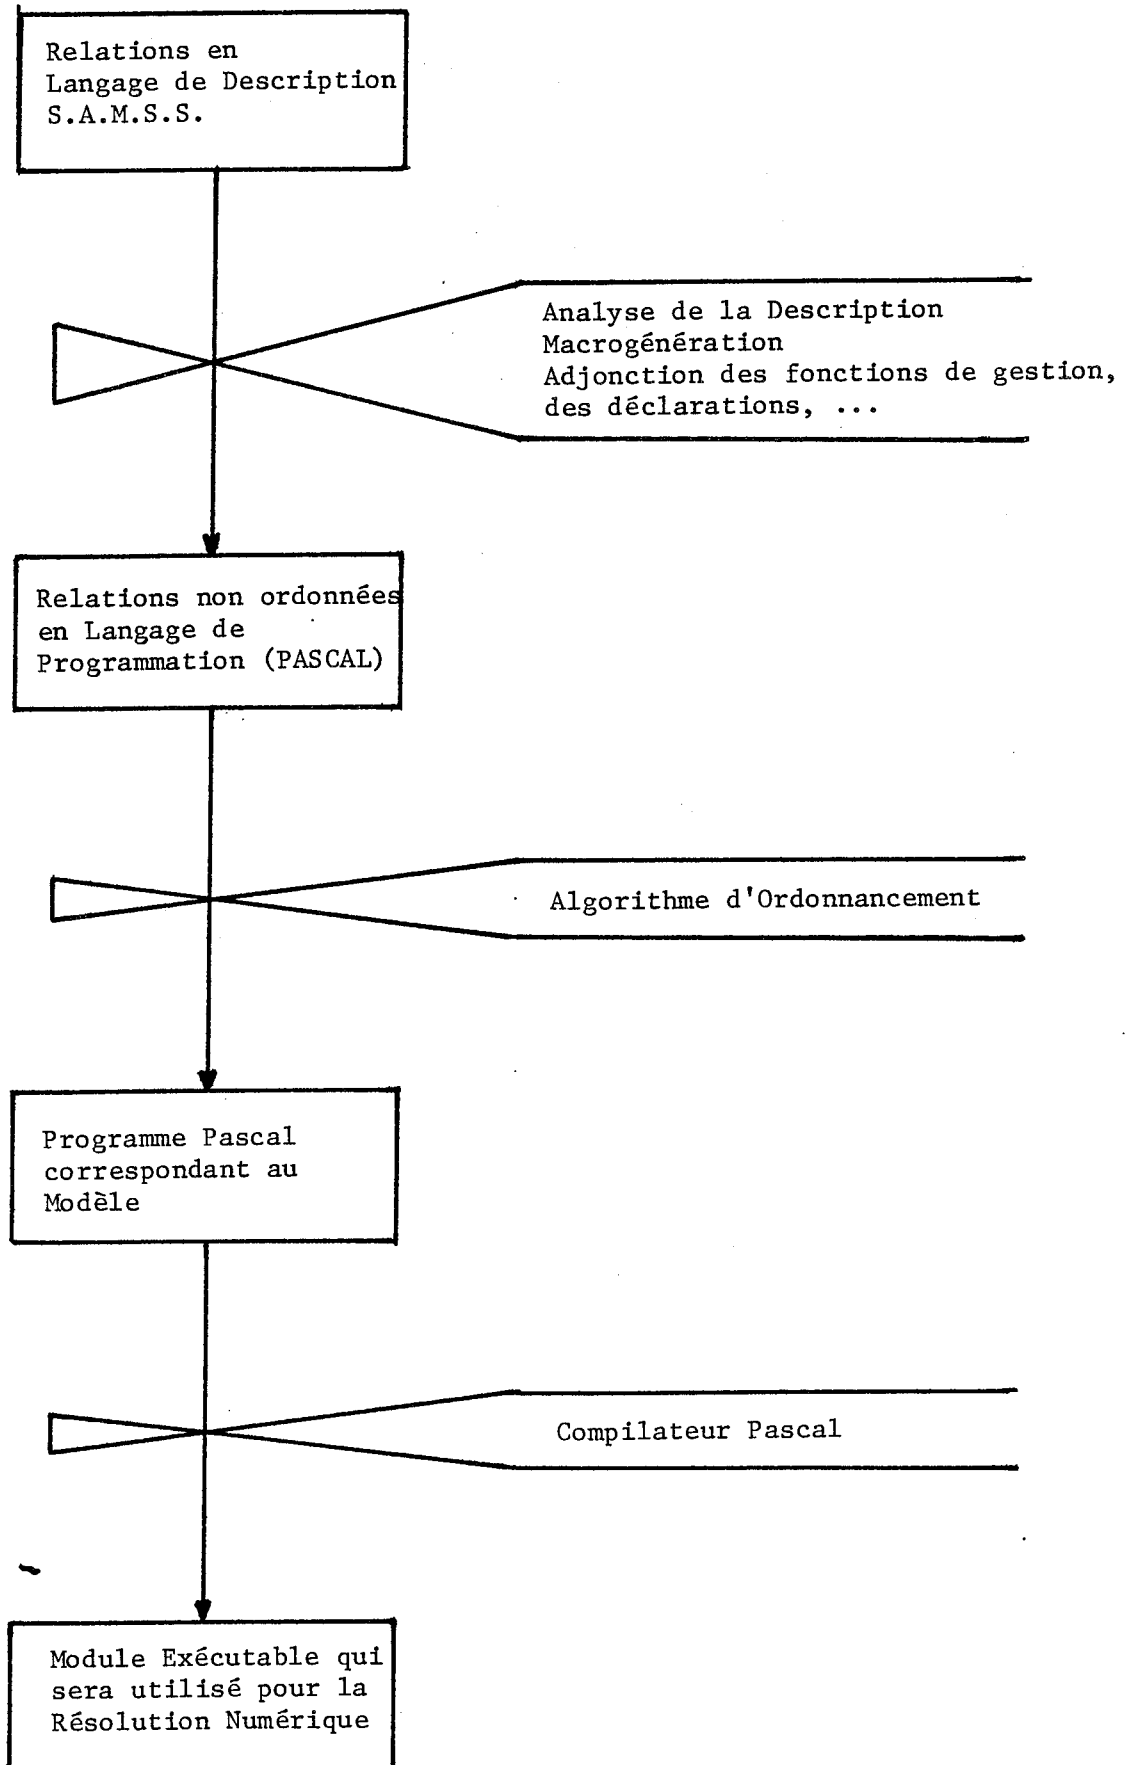 Relations en
Langage de Description
S.A.M.S.S.
Analyse de la Description
Macrogénération
Adjonction des fonctions de gestion,
des déclarations, ...
Relations non ordonnées
en Langage de
Programmation (PASCAL)
Algorithme d'Ordonnancement
Programme Pascal
correspondant au
Modèle
Compilateur Pascal
Module Exécutable qui
sera utilisé pour la
Résolution Numérique